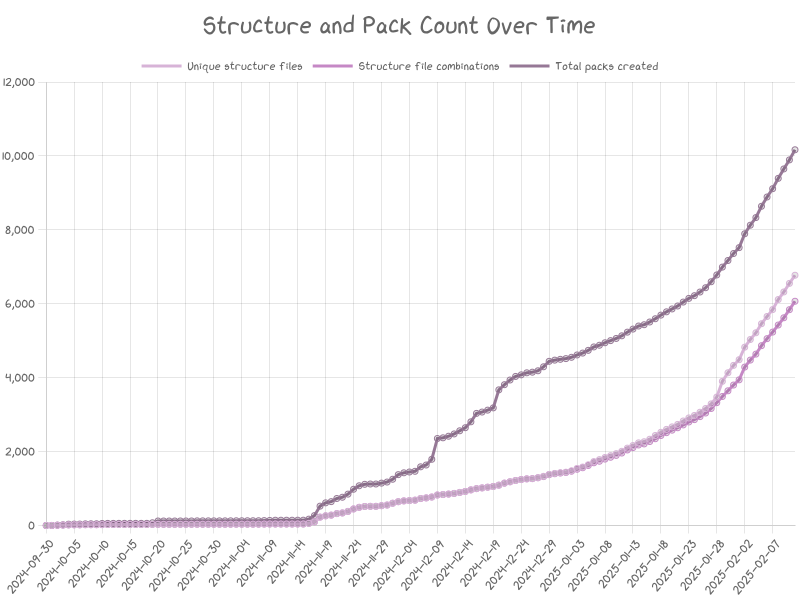 Structure and Pack Count Over Time
Unique structure files Structure file combinations Total packs created
12,000
10,000
8,000
6,000
4,000
2,000
0
2024-09-30 2024-10-05 2024-10-10 2024-10-15 2024-10-20 2024-10-25 2024-10-30 2024-11-04 2024-11-09 2024-11-14 2024-11-19 2024-11-24 2024-11-29 2024-12-04 2024-12-09 2024-12-14 2024-12-19 2024-12-24 2024-12-29 2025-01-03 2025-01-08 2025-01-13 2025-01-18 2025-01-23 2025-01-28 2025-02-02 2025-02-07